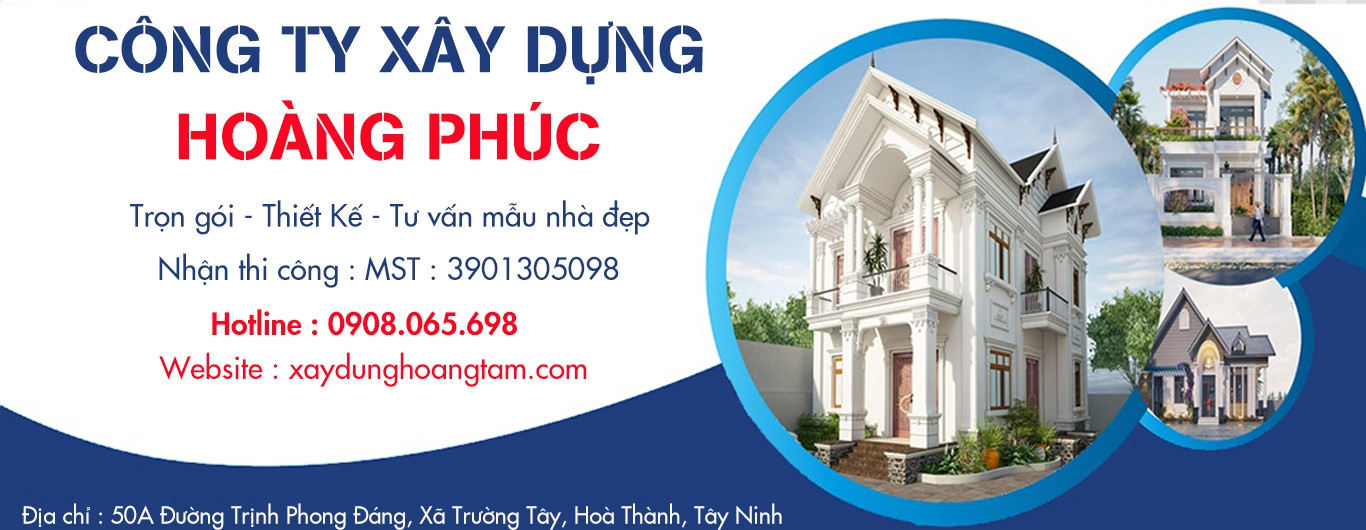 CÔNG TY XÂY DỰNG
HOÀNG PHÚC
Trọn gói - Thiết Kế - Tư vấn mẫu nhà đẹp
Nhận thi công : MST : 3901305098
Hotline : 0908.065.698
Website : xaydunghoangtam.com
Địa chỉ : 50A Đường Trịnh Phong Đáng, Xã Trường Tây, Hoà Thành, Tây Ninh